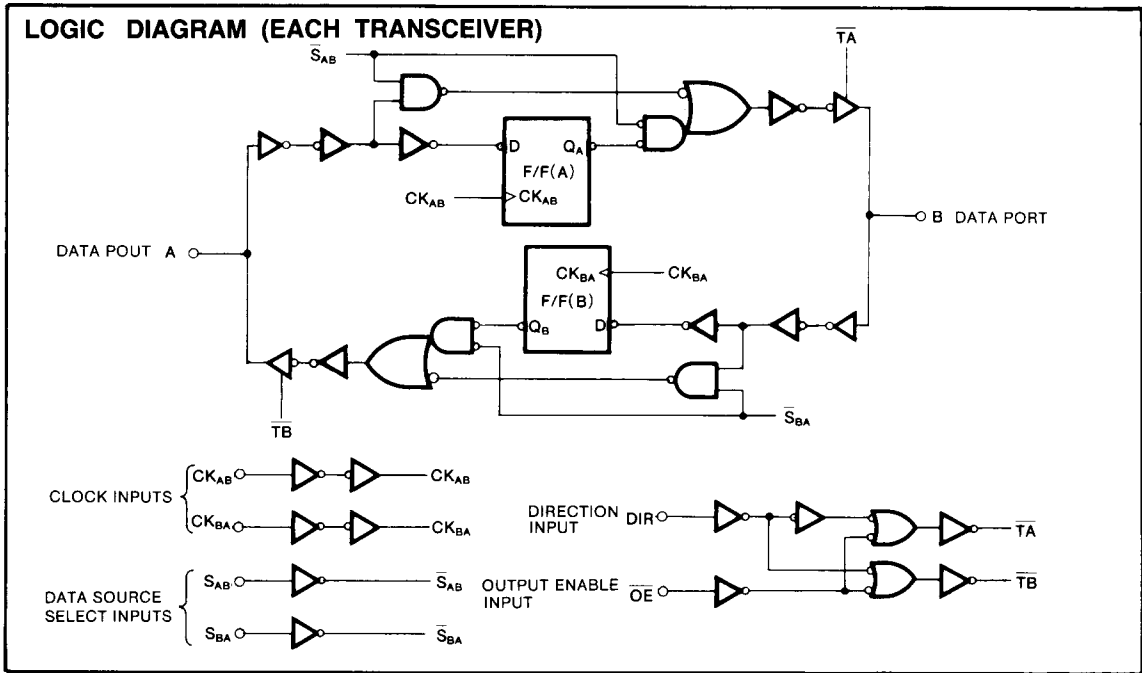 LOGIC DIAGRAM (EACH TRANSCEIVER)
S̅AB
T̅A̅
D
QA
F/F(A)
CKAB
CKAB
DATA POUT A
B DATA PORT
CKBA
CKBA
F/F(B)
QB
D
T̅B̅
S̅BA
CLOCK INPUTS
CKAB
CKAB
CKBA
CKBA
DATA SOURCE
SELECT INPUTS
SAB
S̅AB
SBA
S̅BA
DIRECTION
INPUT
DIR
T̅A̅
OUTPUT ENABLE
INPUT
O̅E̅
T̅B̅